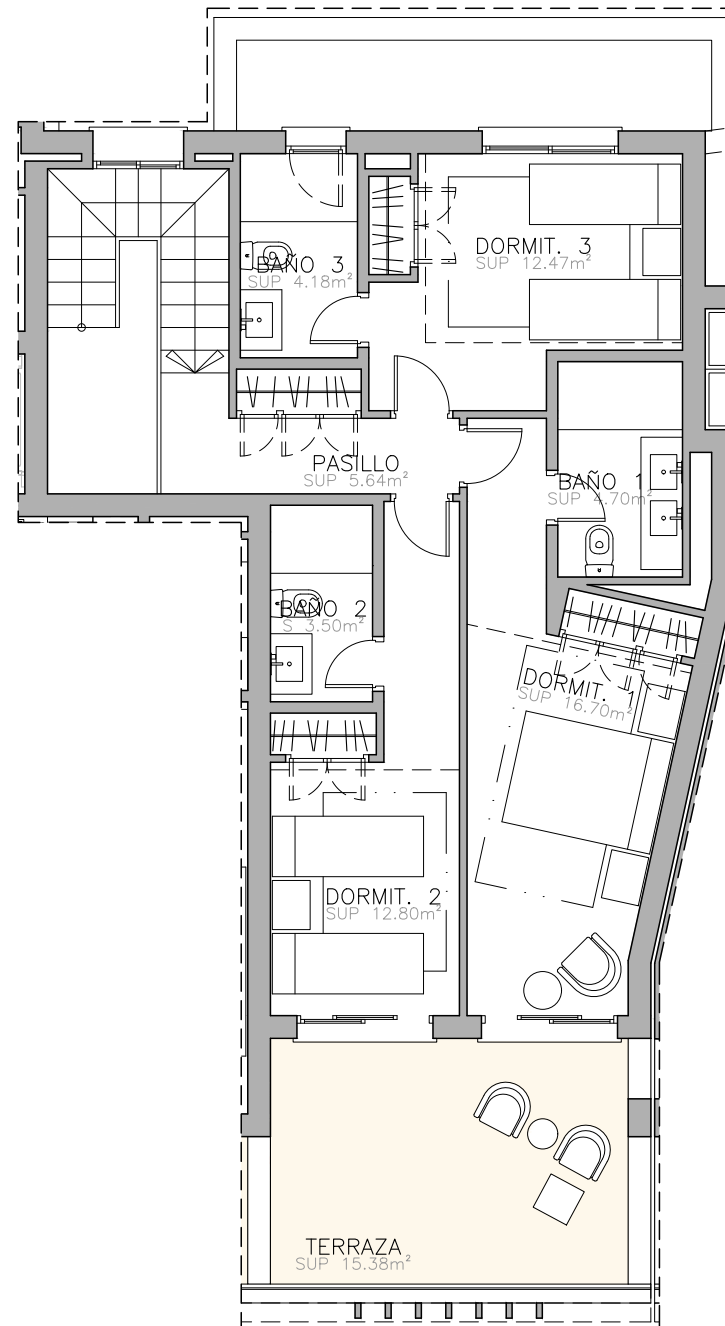 DORMIT. 3
SUP 12.47m²
BAÑO 3
SUP 4.18m²
PASILLO
SUP 5.64m²
BAÑO 1
SUP 4.70m²
BAÑO 2
S 3.50m²
DORMIT. 1
SUP 16.70m²
DORMIT. 2
SUP 12.80m²
TERRAZA
SUP 15.38m²